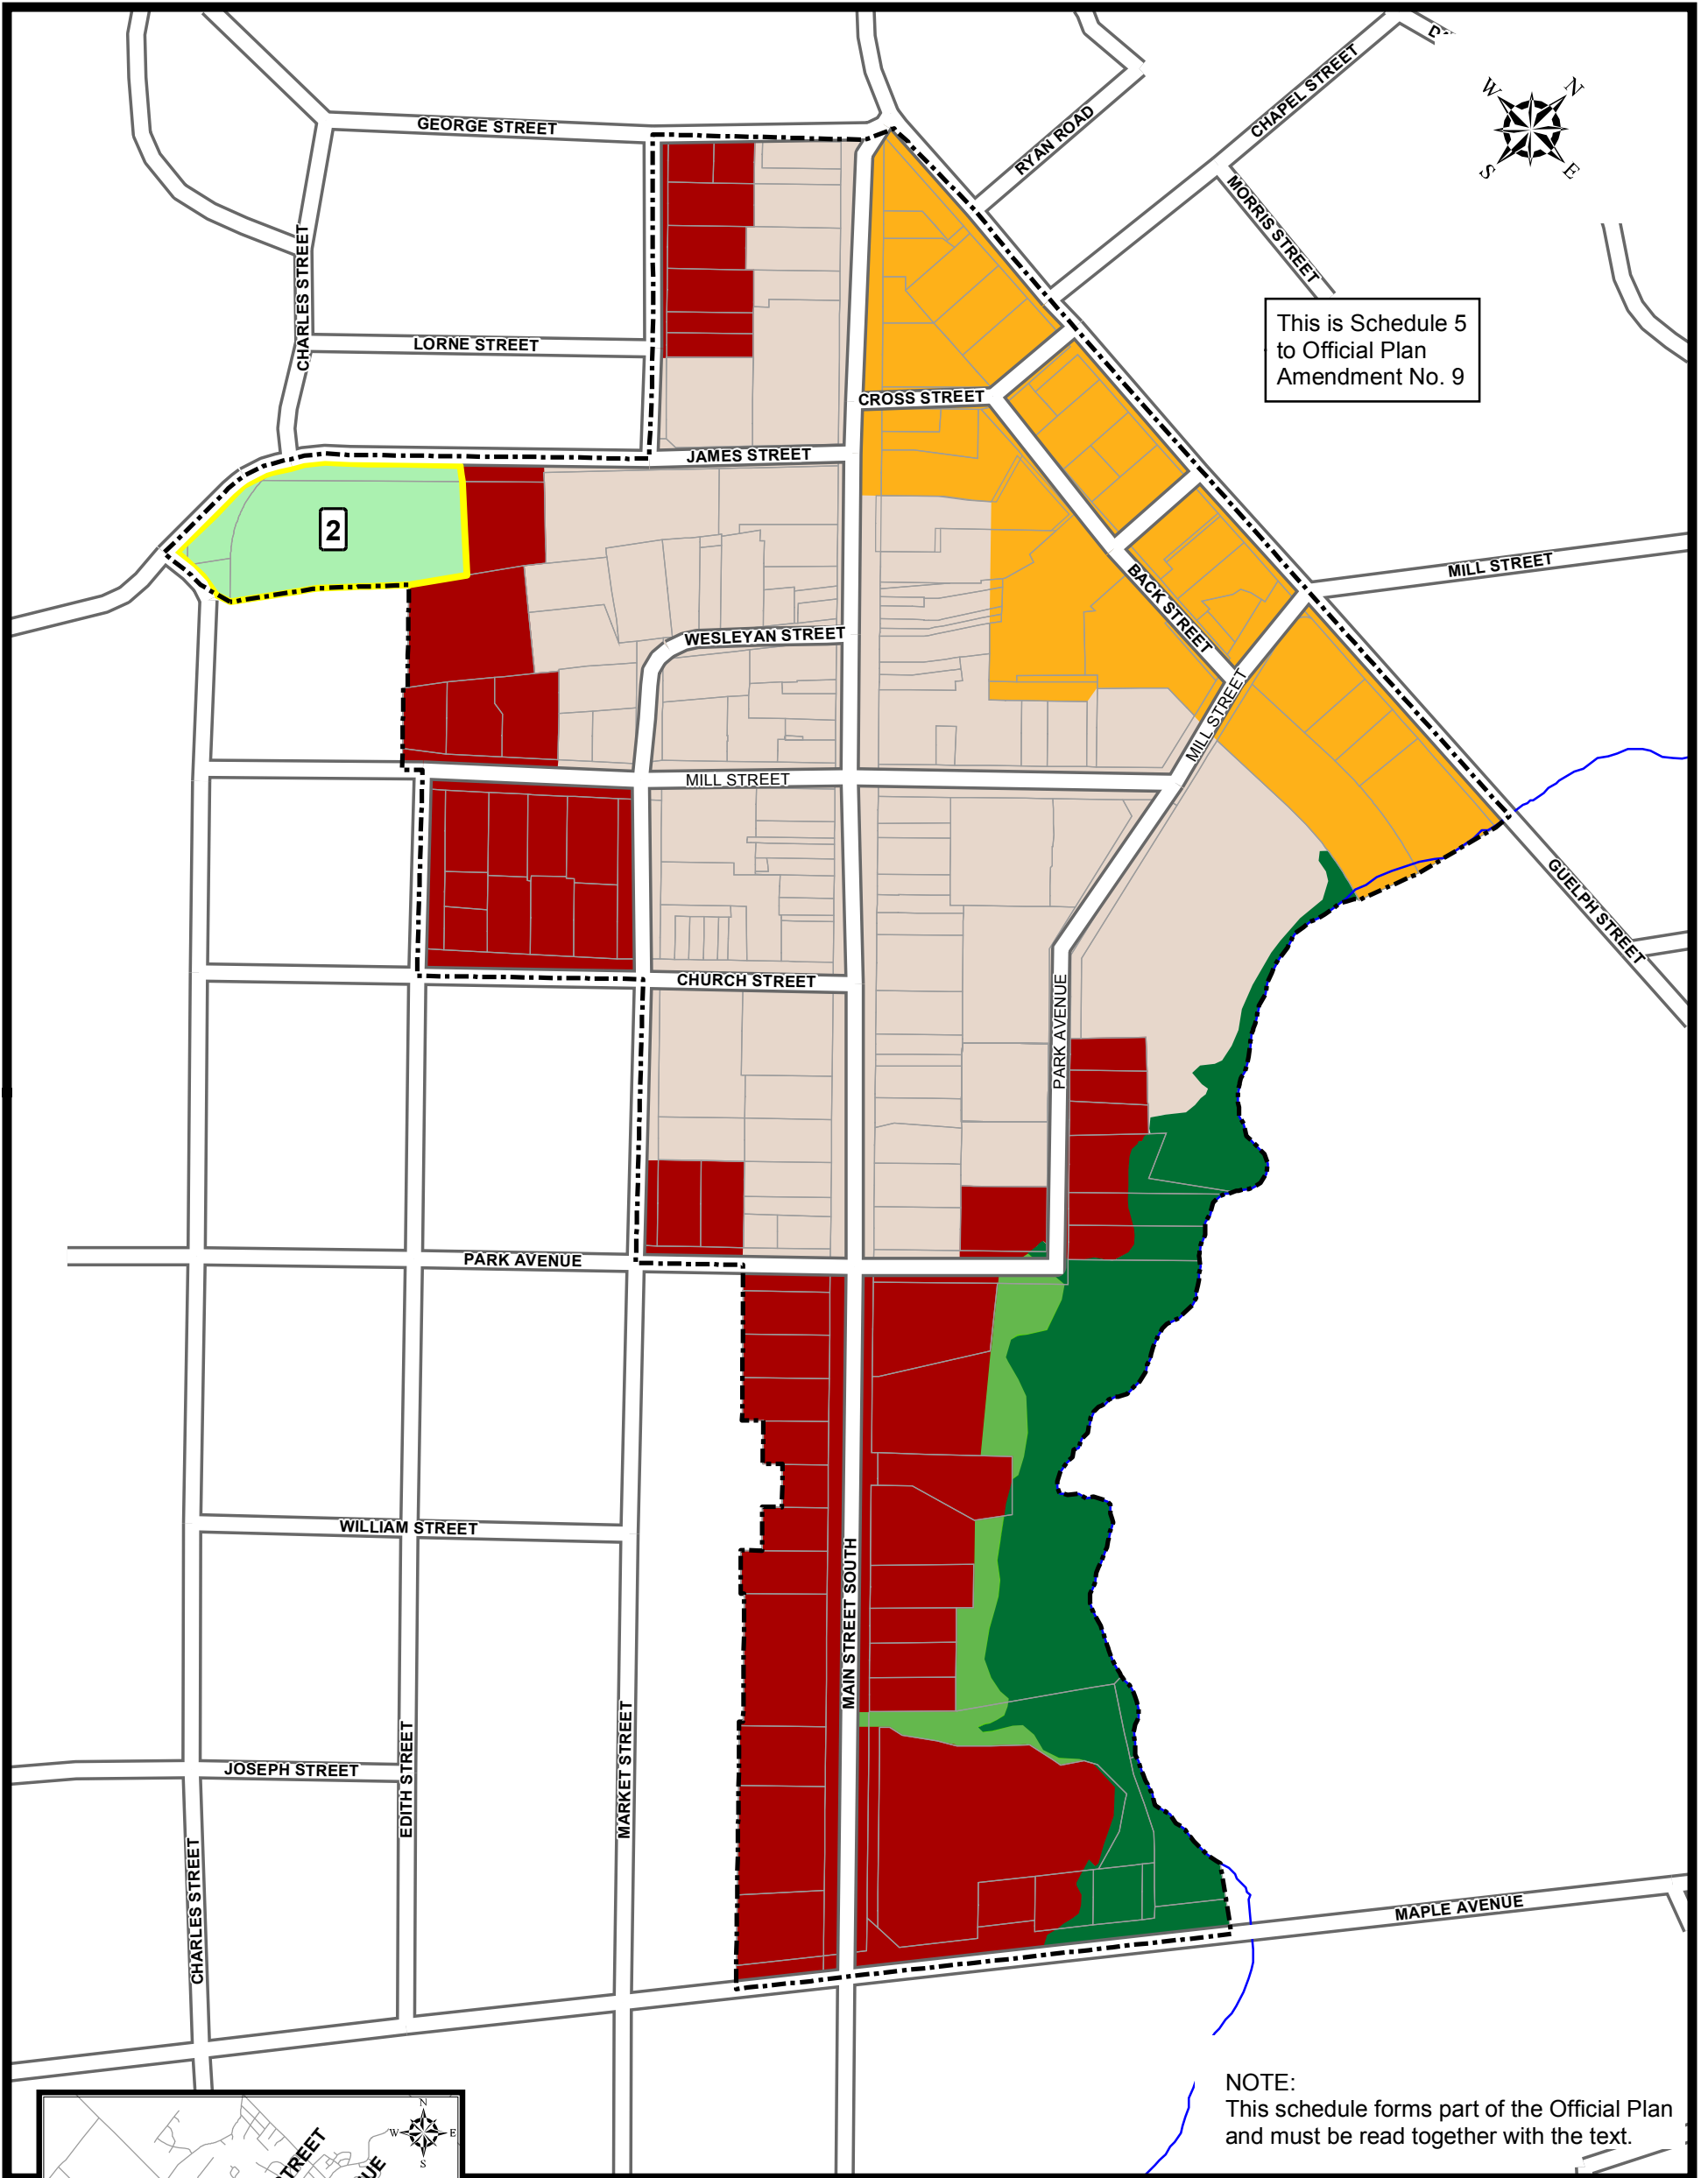 GEORGE STREET
RYAN ROAD
CHAPEL STREET
W
N
S
E
MORRIS STREET
CHARLES STREET
LORNE STREET
This is Schedule 5
to Official Plan
Amendment No. 9
CROSS STREET
JAMES STREET
2
MILL STREET
BACK STREET
WESLEYAN STREET
MILL STREET
MILL STREET
GUELPH STREET
CHURCH STREET
PARK AVENUE
PARK AVENUE
WILLIAM STREET
MAIN STREET SOUTH
JOSEPH STREET
EDITH STREET
MARKET STREET
CHARLES STREET
MAPLE AVENUE
NOTE:
This schedule forms part of the Official Plan
and must be read together with the text.
N
W
E
S